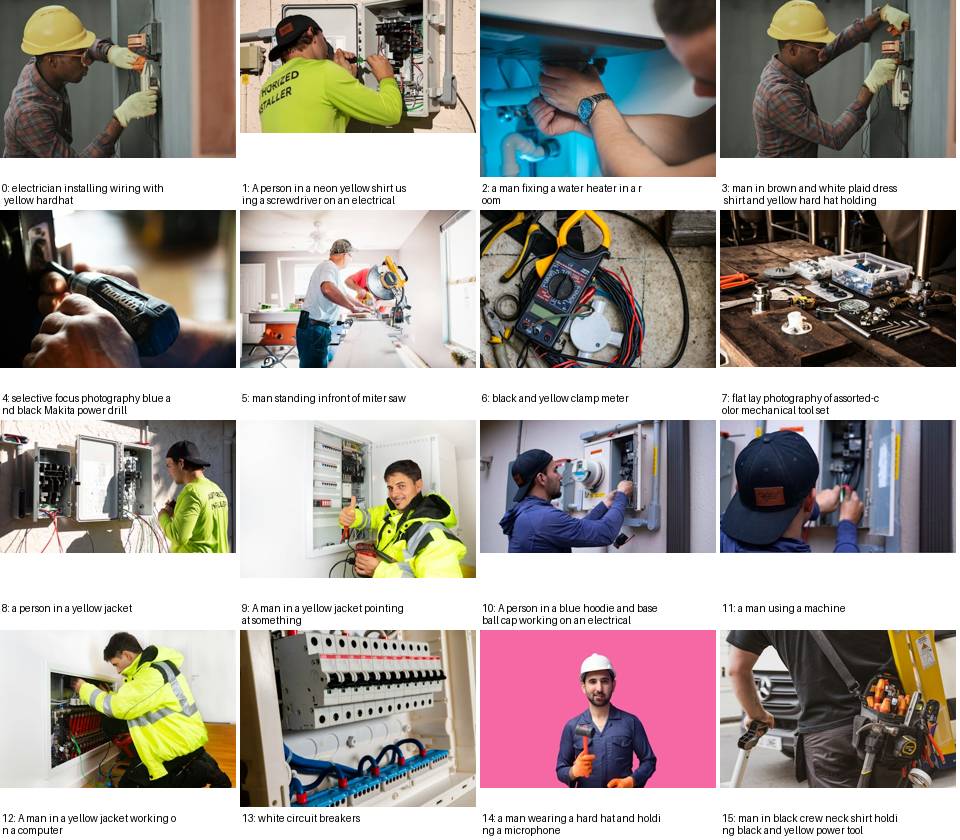 HORIZED
STALLER
0: electrician installing wiring with
yellow hardhat
1: A person in a neon yellow shirt us
ing a screwdriver on an electrical
2: a man fixing a water heater in a r
oom
3: man in brown and white plaid dress
shirt and yellow hard hat holding
4: selective focus photography blue a
nd black Makita power drill
5: man standing infront of miter saw
6: black and yellow clamp meter
7: flat lay photography of assorted-c
olor mechanical tool set
8: a person in a yellow jacket
9: A man in a yellow jacket pointing
at something
10: A person in a blue hoodie and base
ball cap working on an electrical
11: a man using a machine
12: A man in a yellow jacket working o
n a computer
13: white circuit breakers
14: a man wearing a hard hat and holdi
ng a microphone
15: man in black crew neck shirt holdi
ng black and yellow power tool